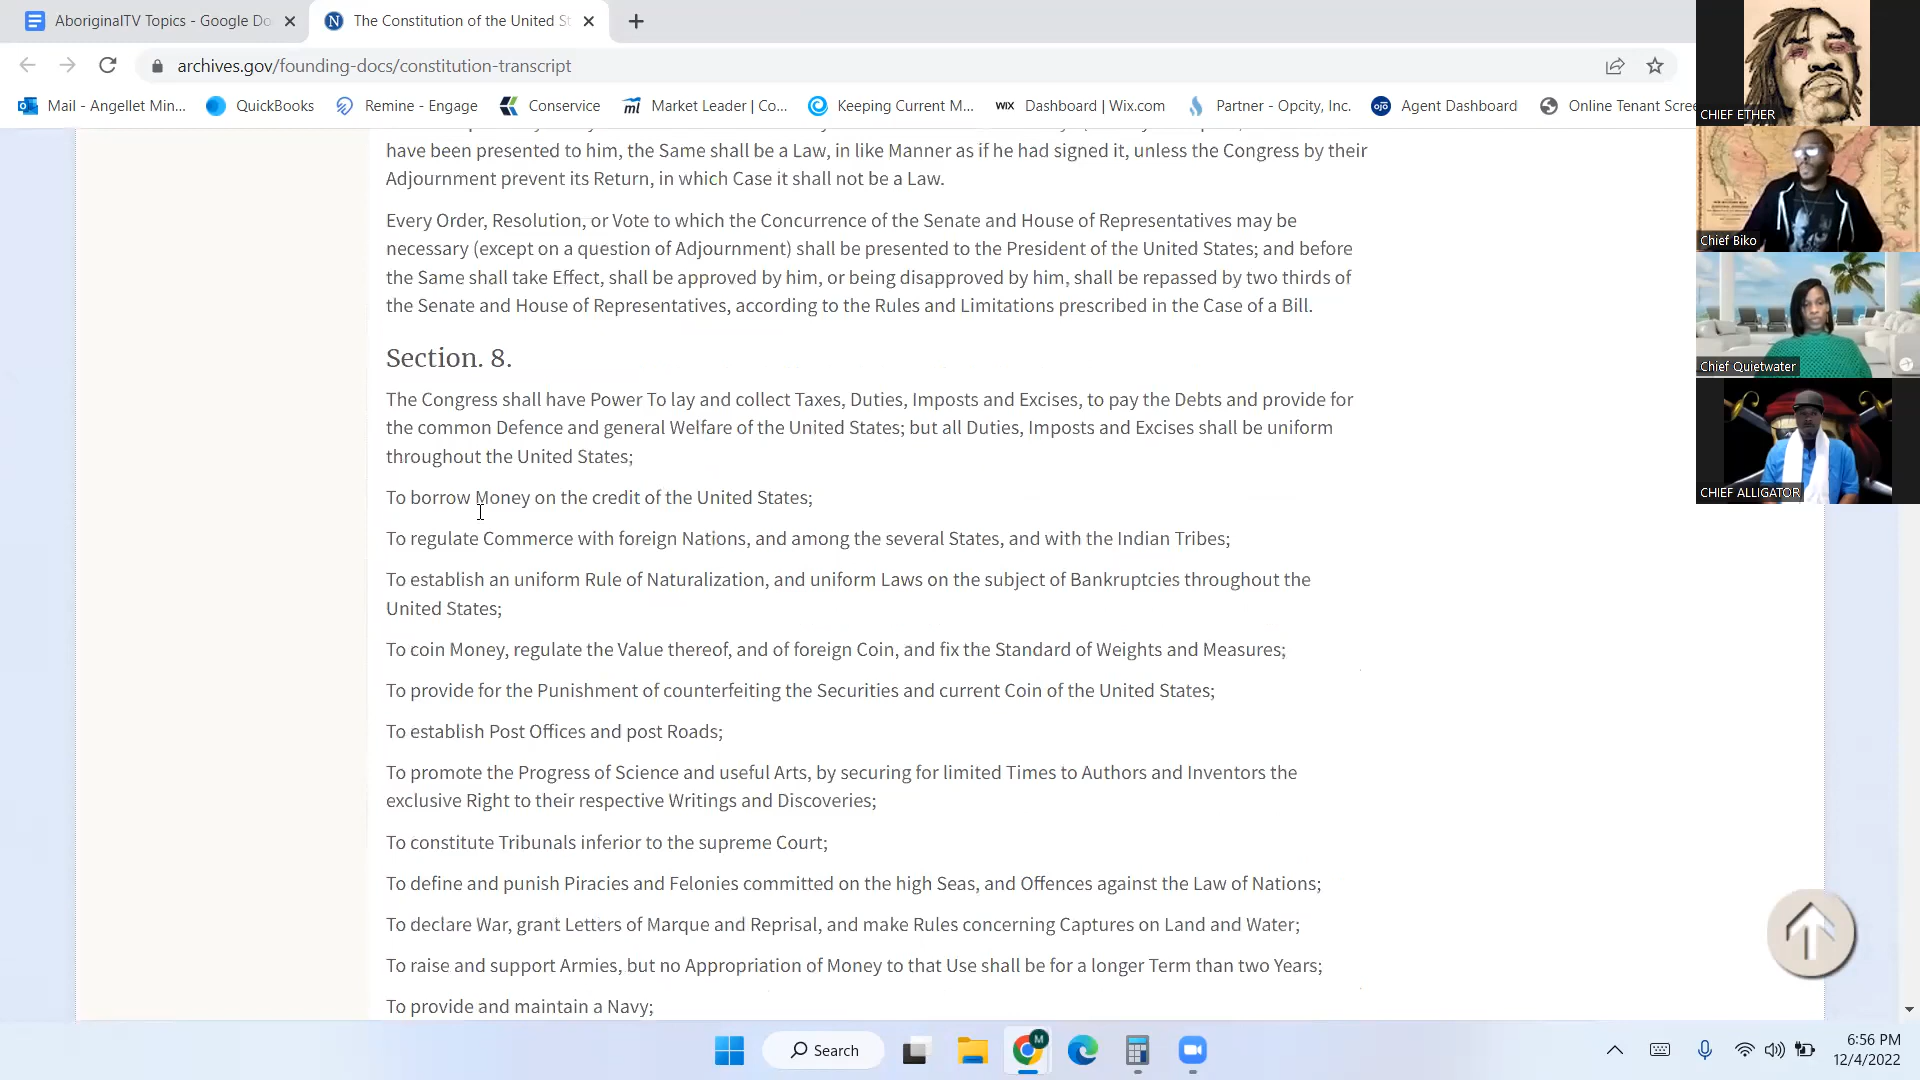 AboriginalTV Topics - Google Do
The Constitution of the United St
archives.gov/founding-docs/constitution-transcript
Mail - Angellet Min...
QuickBooks
Remine - Engage
Conservice
Market Leader | Co...
Keeping Current M...
WIX Dashboard | Wix.com
Partner - Opcity, Inc.
ojo Agent Dashboard
Online Tenant Scre
have been presented to him, the Same shall be a Law, in like Manner as if he had signed it, unless the Congress by their
Adjournment prevent its Return, in which Case it shall not be a Law.
Every Order, Resolution, or Vote to which the Concurrence of the Senate and House of Representatives may be
necessary (except on a question of Adjournment) shall be presented to the President of the United States; and before
the Same shall take Effect, shall be approved by him, or being disapproved by him, shall be repassed by two thirds of
the Senate and House of Representatives, according to the Rules and Limitations prescribed in the Case of a Bill.
Section. 8.
The Congress shall have Power To lay and collect Taxes, Duties, Imposts and Excises, to pay the Debts and provide for
the common Defence and general Welfare of the United States; but all Duties, Imposts and Excises shall be uniform
throughout the United States;
To borrow Money on the credit of the United States;
To regulate Commerce with foreign Nations, and among the several States, and with the Indian Tribes;
To establish an uniform Rule of Naturalization, and uniform Laws on the subject of Bankruptcies throughout the
United States;
To coin Money, regulate the Value thereof, and of foreign Coin, and fix the Standard of Weights and Measures;
To provide for the Punishment of counterfeiting the Securities and current Coin of the United States;
To establish Post Offices and post Roads;
To promote the Progress of Science and useful Arts, by securing for limited Times to Authors and Inventors the
exclusive Right to their respective Writings and Discoveries;
To constitute Tribunals inferior to the supreme Court;
To define and punish Piracies and Felonies committed on the high Seas, and Offences against the Law of Nations;
To declare War, grant Letters of Marque and Reprisal, and make Rules concerning Captures on Land and Water;
To raise and support Armies, but no Appropriation of Money to that Use shall be for a longer Term than two Years;
To provide and maintain a Navy;
CHIEF ETHER
Chief Biko
Chief Quietwater
CHIEF ALLIGATOR
Search
6:56 PM
12/4/2022